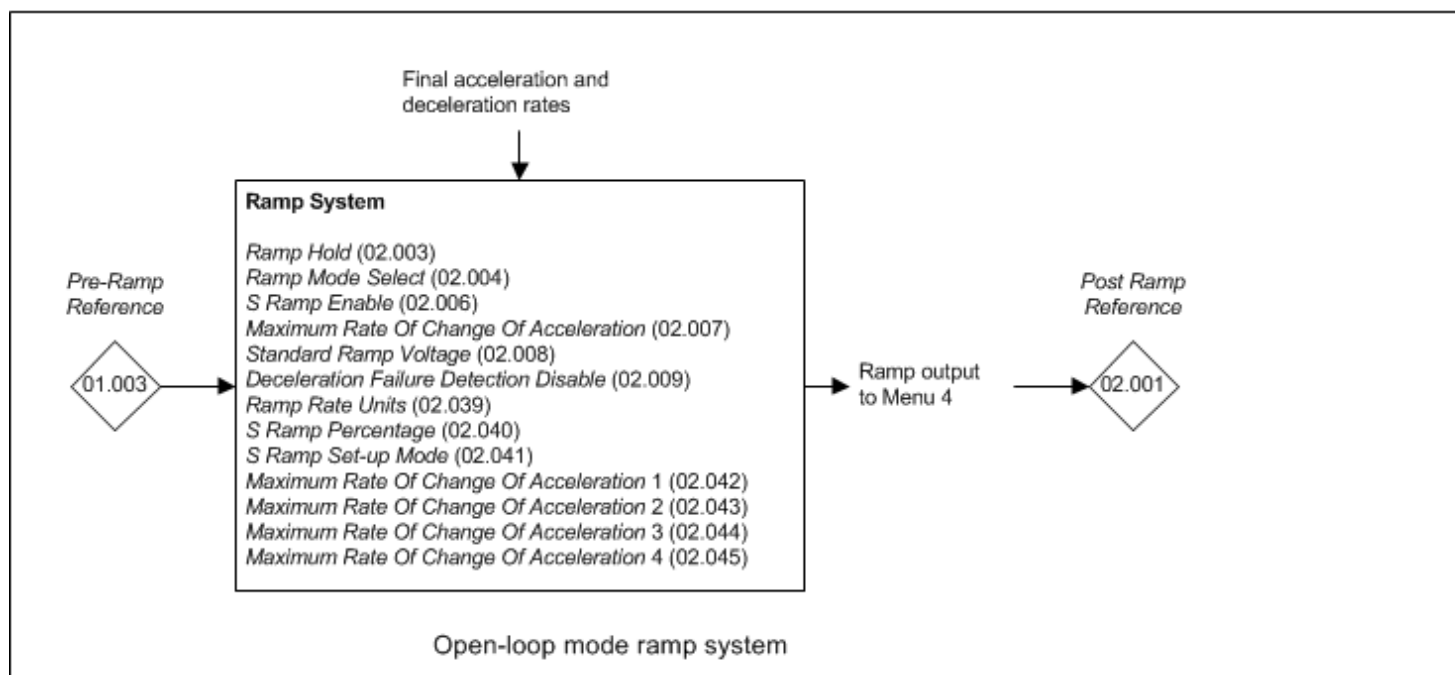 Final acceleration and
deceleration rates
Ramp System
Ramp Hold (02.003)
Ramp Mode Select (02.004)
S Ramp Enable (02.006)
Maximum Rate Of Change Of Acceleration (02.007)
Standard Ramp Voltage (02.008)
Deceleration Failure Detection Disable (02.009)
Ramp Rate Units (02.039)
S Ramp Percentage (02.040)
S Ramp Set-up Mode (02.041)
Maximum Rate Of Change Of Acceleration 1 (02.042)
Maximum Rate Of Change Of Acceleration 2 (02.043)
Maximum Rate Of Change Of Acceleration 3 (02.044)
Maximum Rate Of Change Of Acceleration 4 (02.045)
Pre-Ramp
Reference
01.003
Ramp output
to Menu 4
Post Ramp
Reference
02.001
Open-loop mode ramp system